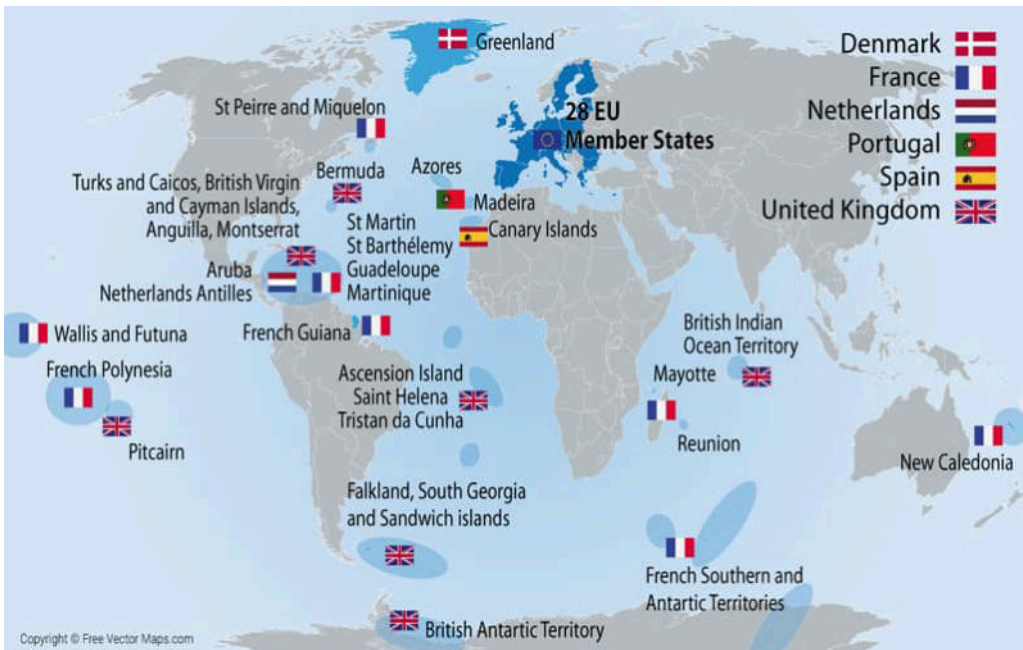 Greenland
Denmark
France
Netherlands
Portugal
Spain
United Kingdom
St Peirre and Miquelon
28 EU
Member States
Bermuda
Azores
Madeira
Canary Islands
Turks and Caicos, British Virgin
and Cayman Islands,
Anguilla, Montserrat
St Martin
St Barthélemy
Guadeloupe
Martinique
Aruba
Netherlands Antilles
Wallis and Futuna
French Guiana
French Polynesia
Pitcairn
Ascension Island
Saint Helena
Tristan da Cunha
British Indian
Ocean Territory
Mayotte
Reunion
New Caledonia
Falkland, South Georgia
and Sandwich islands
French Southern and
Antartic Territories
British Antarctic Territory
Copyright © Free Vector Maps.com